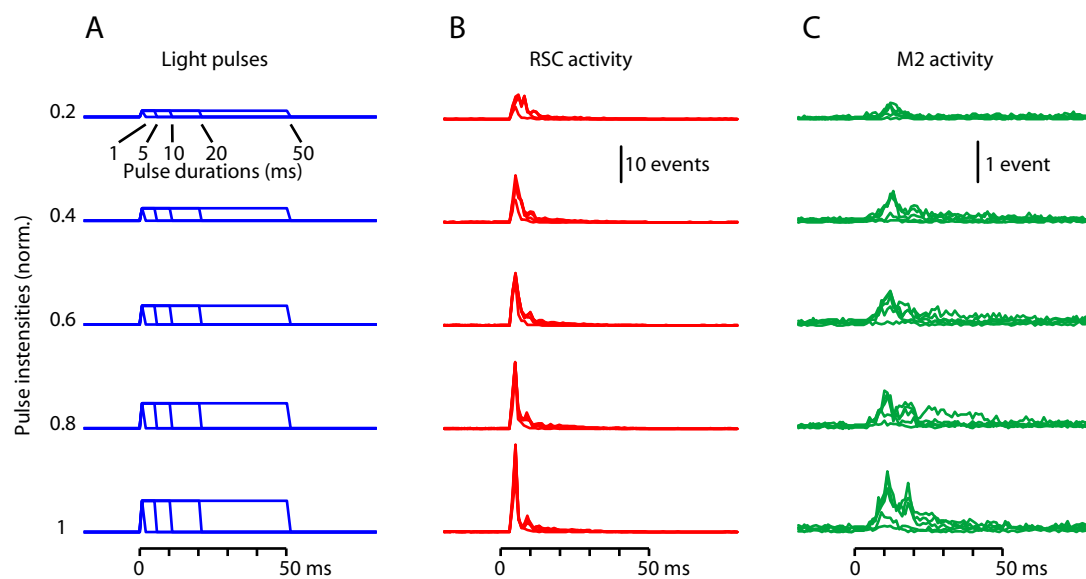 A
B
C
Light pulses
RSC activity
M2 activity
0.2
1 5 10 20 50
Pulse durations (ms)
10 events
1 event
Pulse instensities (norm.)
0.4
0.6
0.8
1
0 50 ms
0 50 ms
0 50 ms